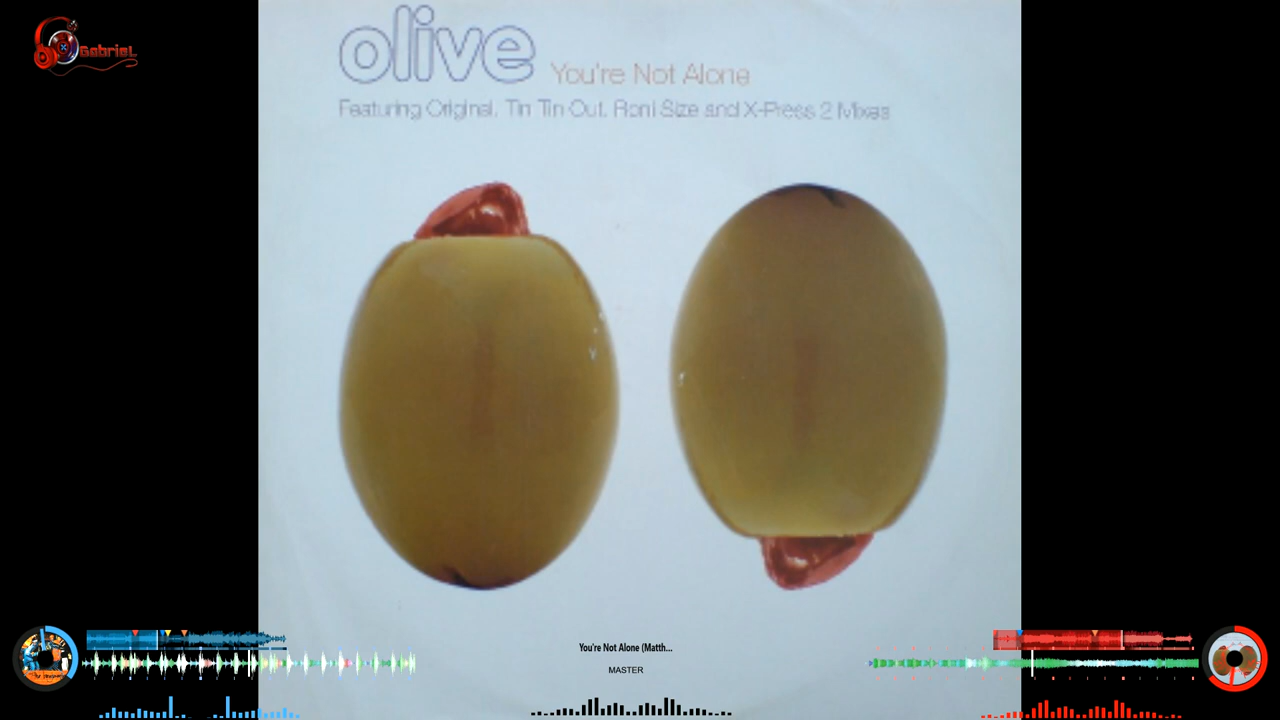 GabrieL
olive
You're Not Alone
Featuring Original, Tin Tin Out, Roni Size and X-Press 2 Mixes
You're Not Alone (Matth...
MASTER